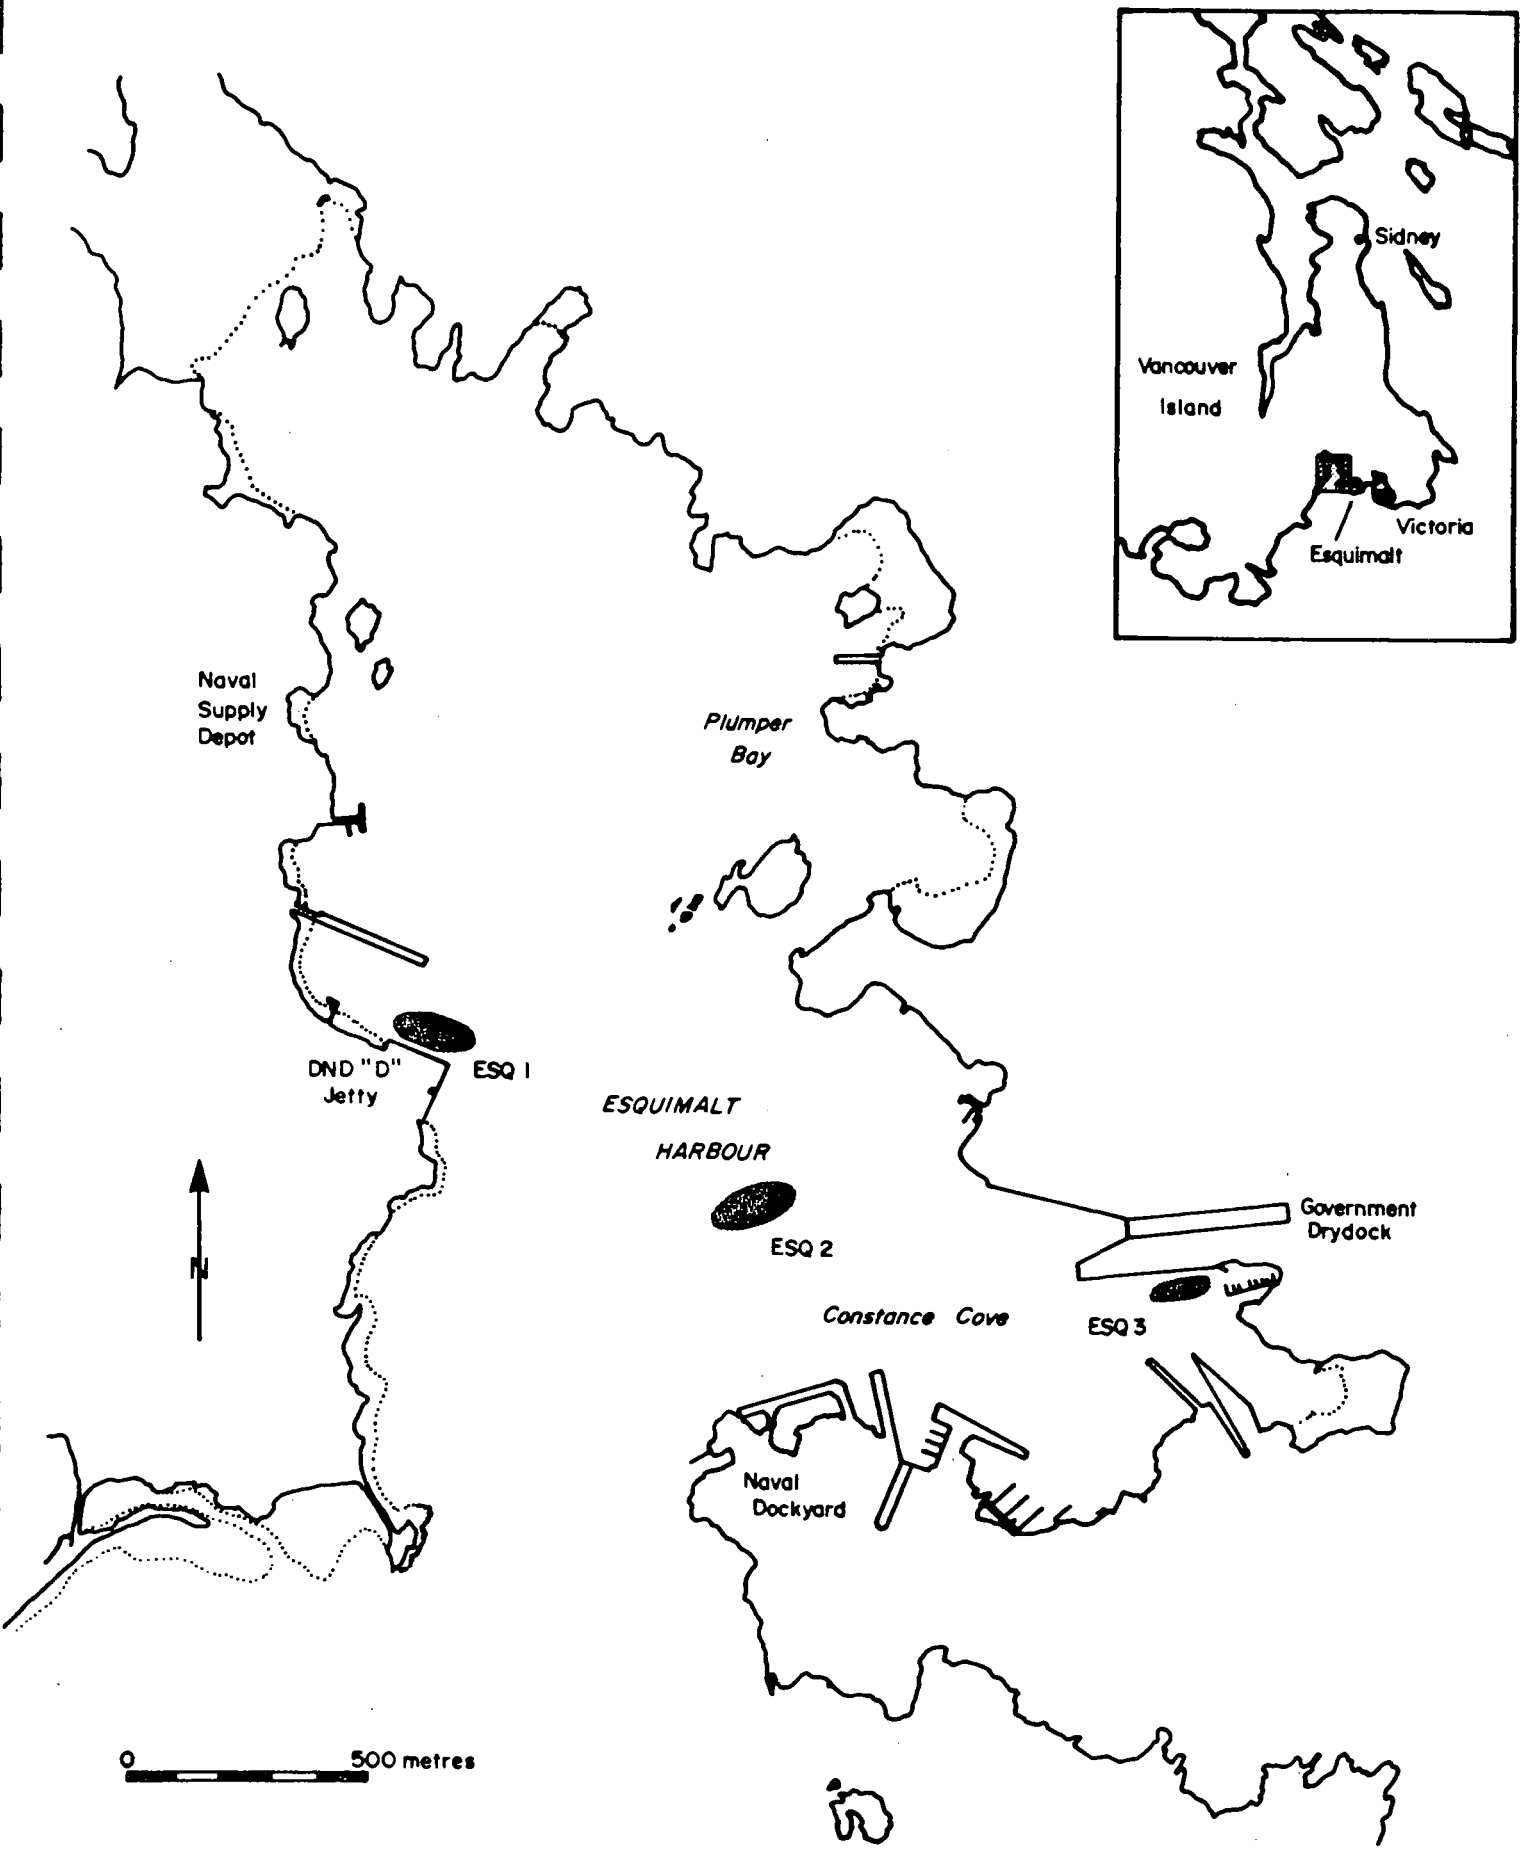 Sidney
Vancouver
Island
Victoria
Esquimalt
Naval
Supply
Depot
Plumper
Bay
DND "D"
Jetty
ESQ 1
ESQUIMALT
HARBOUR
ESQ 2
Government
Drydock
Constance Cove
ESQ 3
N
Naval
Dockyard
0 500 metres